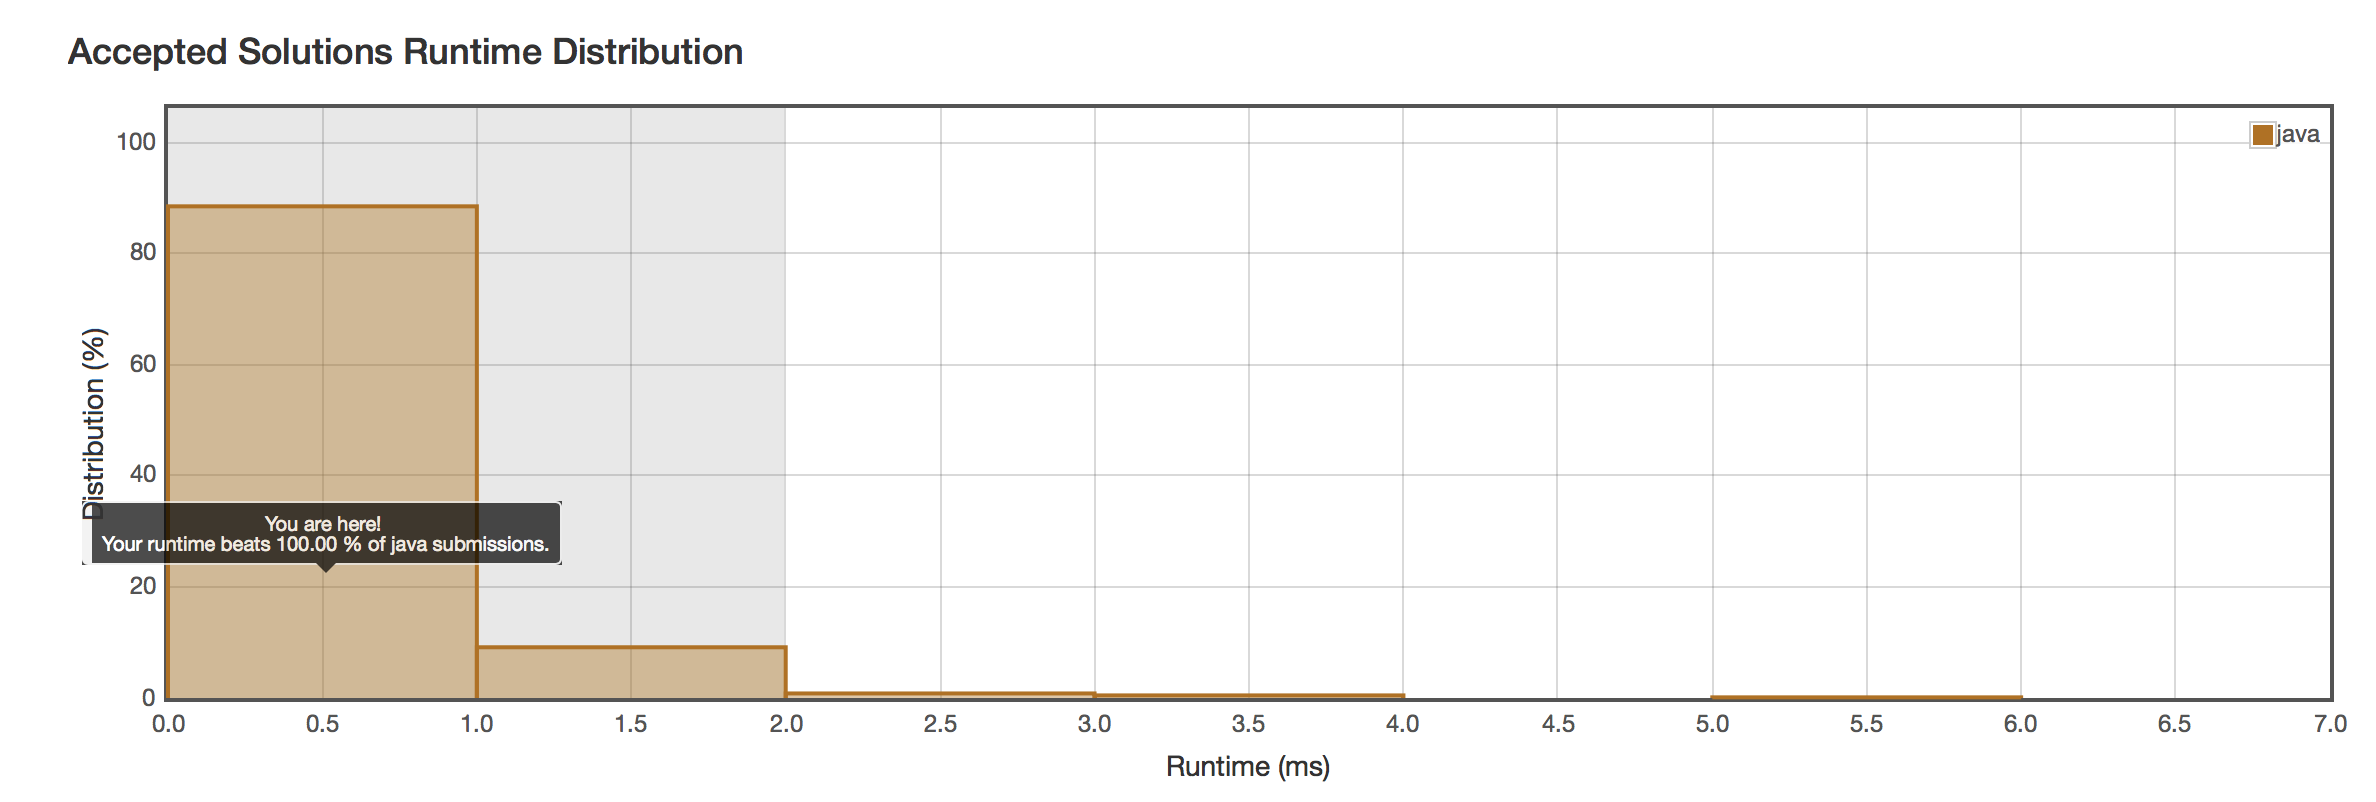 Accepted Solutions Runtime Distribution
java
Distribution (%)
100
80
60
40
20
0
You are here!
Your runtime beats 100.00 % of java submissions.
0.0 0.5 1.0 1.5 2.0 2.5 3.0 3.5 4.0 4.5 5.0 5.5 6.0 6.5 7.0
Runtime (ms)